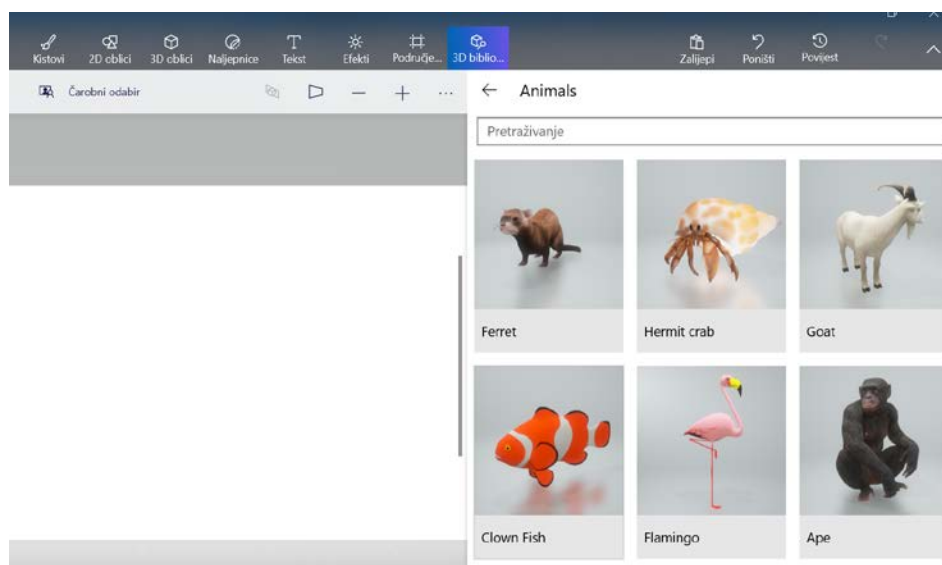 Kistovi 2D oblici 3D oblici Naljepnice Tekst Efekti Područje... 3D biblio... Zalijepi Poništi Povijest
Čarobni odabir ...
Animals
Pretraživanje
Ferret Hermit crab Goat
Clown Fish Flamingo Ape